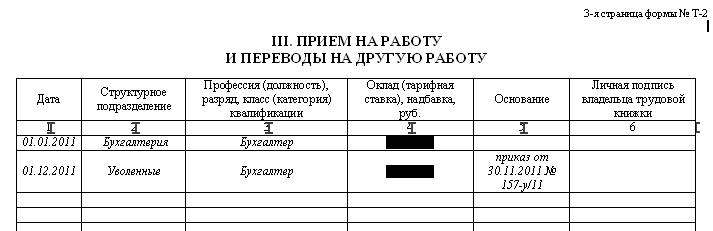 3-я страница формы № Т-2
III. ПРИЕМ НА РАБОТУ
И ПЕРЕВОДЫ НА ДРУГУЮ РАБОТУ
Дата
Структурное
подразделение
Профессия (должность),
разряд, класс (категория)
квалификации
Оклад (тарифная
ставка), надбавка,
руб.
Основание
Личная подпись
владельца трудовой
книжки
1 2 3 4 5 6
01.01.2011 Бухгалтерия Бухгалтер
01.12.2011 Уволенные Бухгалтер
приказ от
30.11.2011 №
157-у/11